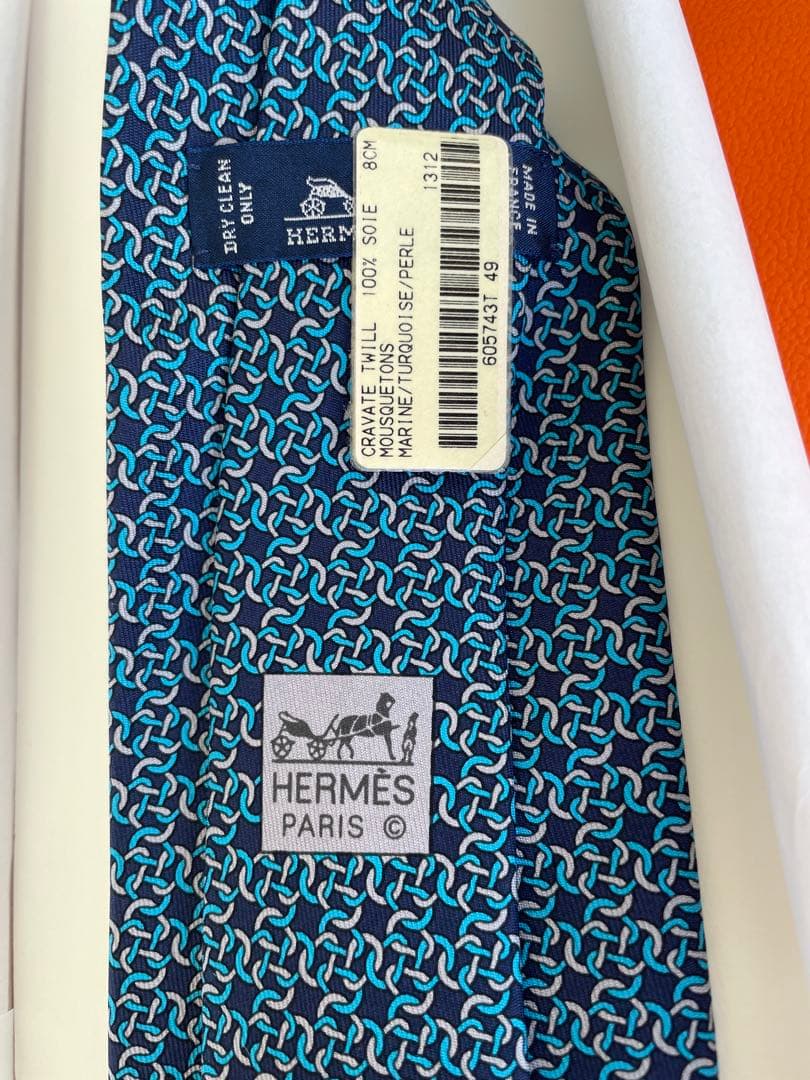 DRY CLEAN
ONLY
HERM
MADE IN
FRANCE
CRAVATE TWILL 100% SOIE 8CM
MOUSQUETONS
MARINE/TURQUOISE/PERLE
1312
605743T 49
HERMÈS
PARIS ©